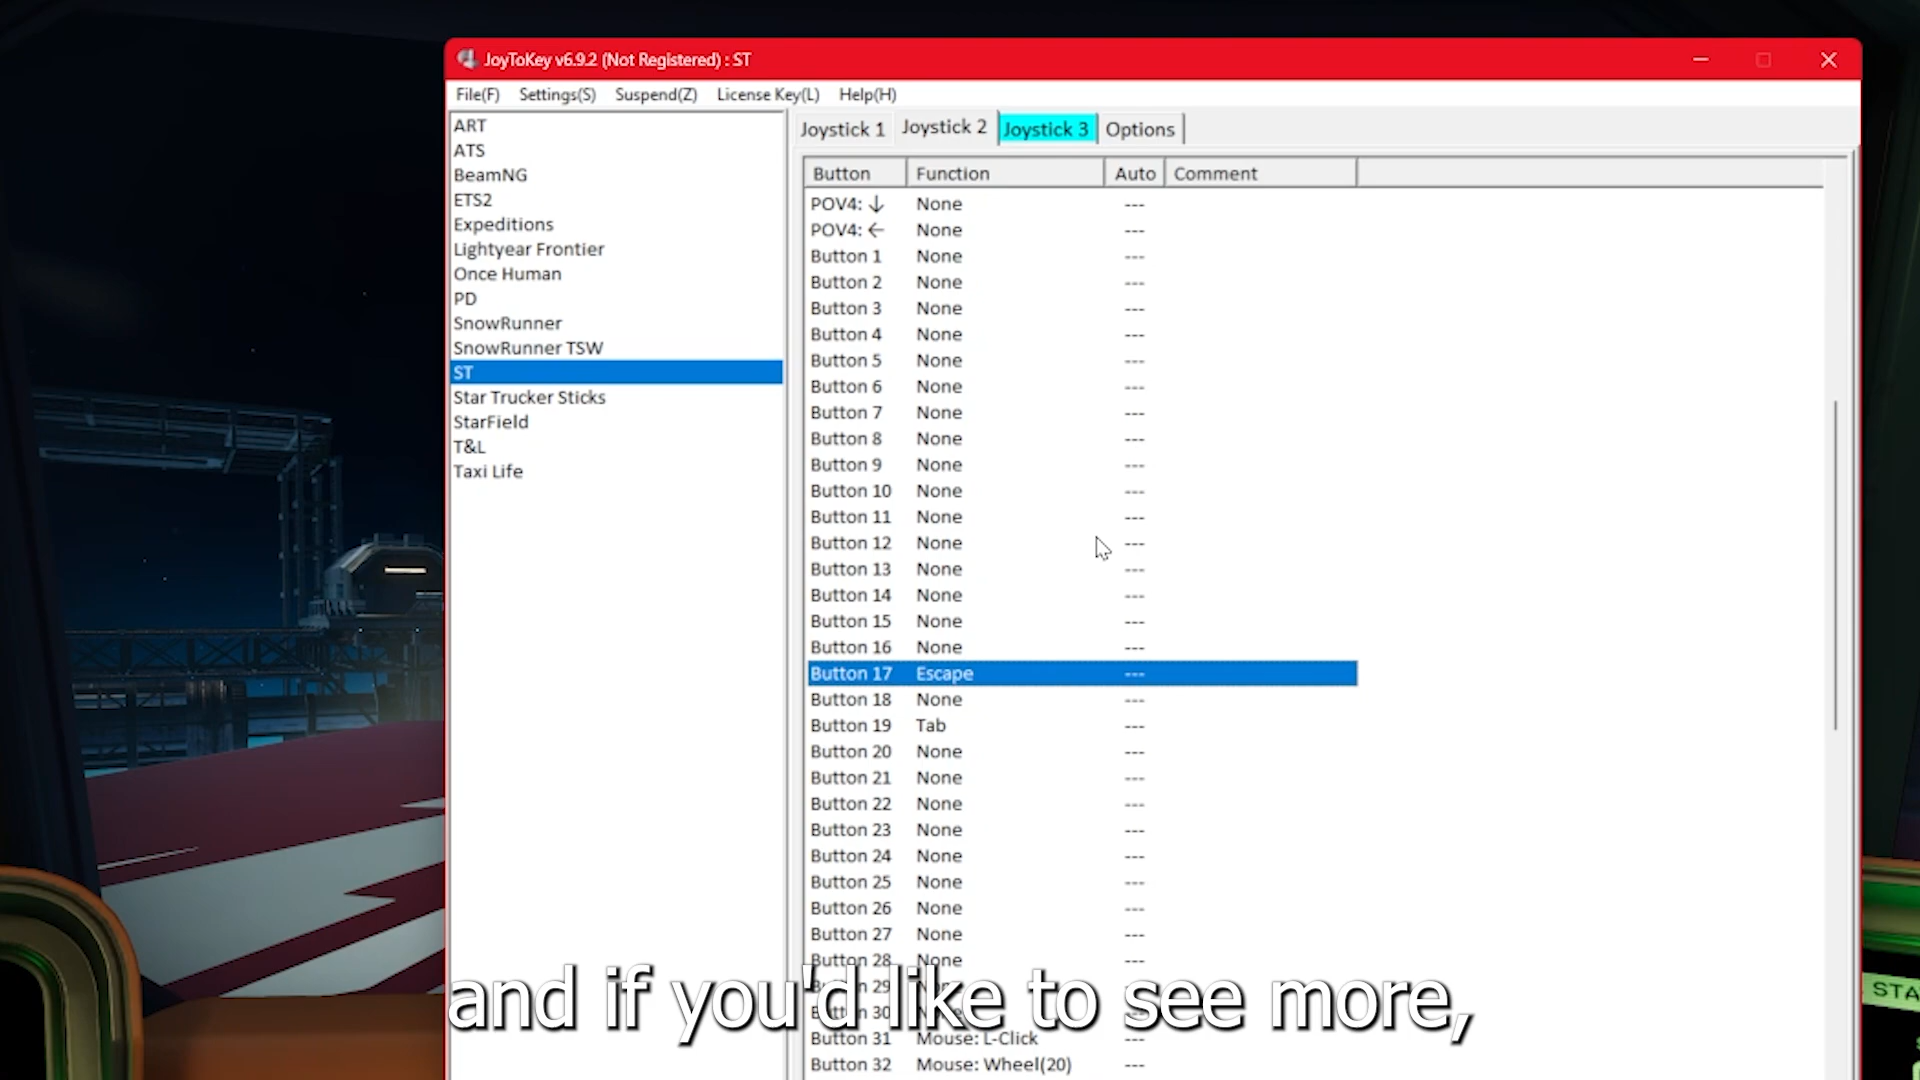 JoyToKey v6.9.2 (Not Registered) : ST
File(F) Settings(S) Suspend(Z) License Key(L) Help(H)
ART
ATS
BeamNG
ETS2
Expeditions
Lightyear Frontier
Once Human
PD
SnowRunner
SnowRunner TSW
ST
Star Trucker Sticks
StarField
T&L
Taxi Life
Joystick 1 Joystick 2 Joystick 3 Options
Button Function Auto Comment
POV4: ↓ None ---
POV4: ← None ---
Button 1 None ---
Button 2 None ---
Button 3 None ---
Button 4 None ---
Button 5 None ---
Button 6 None ---
Button 7 None ---
Button 8 None ---
Button 9 None ---
Button 10 None ---
Button 11 None ---
Button 12 None ---
Button 13 None ---
Button 14 None ---
Button 15 None ---
Button 16 None ---
Button 17 Escape ---
Button 18 None ---
Button 19 Tab ---
Button 20 None ---
Button 21 None ---
Button 22 None ---
Button 23 None ---
Button 24 None ---
Button 25 None ---
Button 26 None ---
Button 27 None ---
Button 28 None ---
Button 29
Button 30
Button 31 Mouse: L-Click ---
Button 32 Mouse: Wheel(20) ---
and if you'd like to see more,